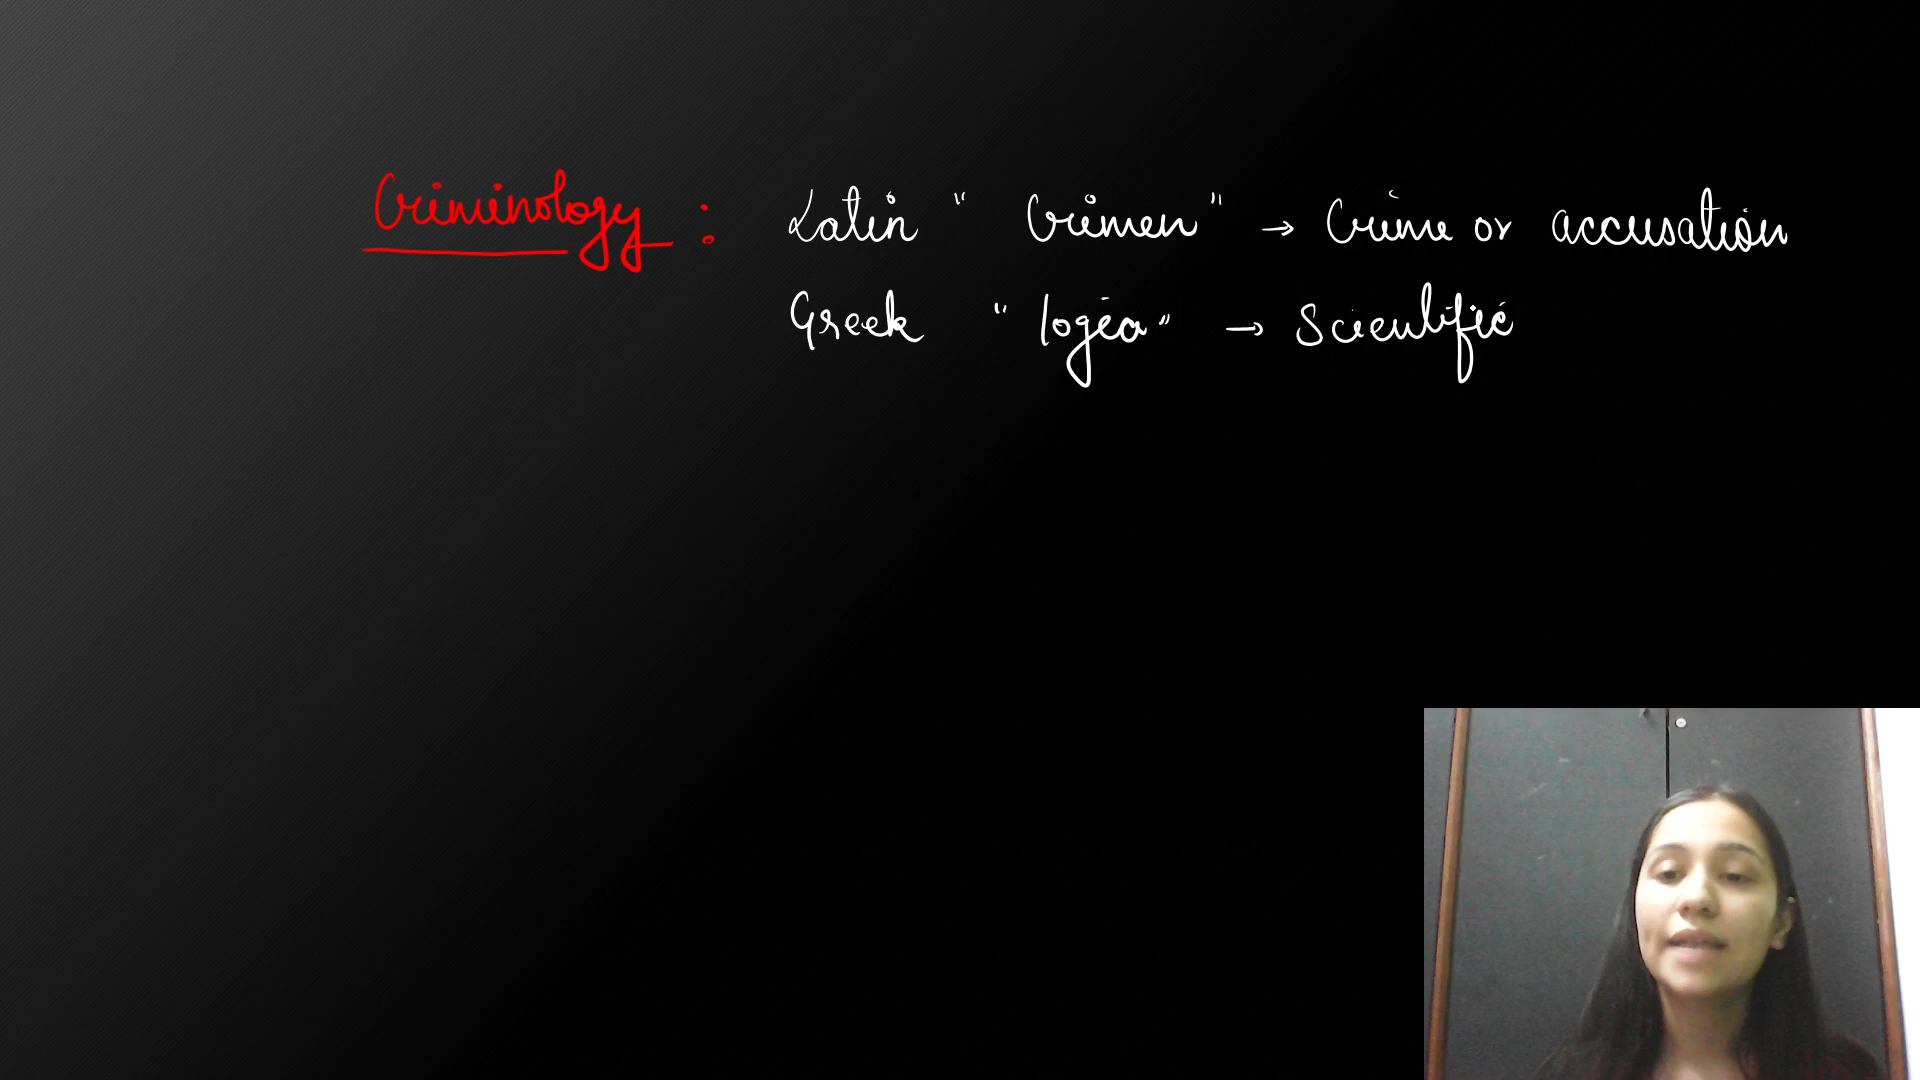 Criminology : Latin "Crimen" → Crime or accusation
Greek "logia" → Scientific